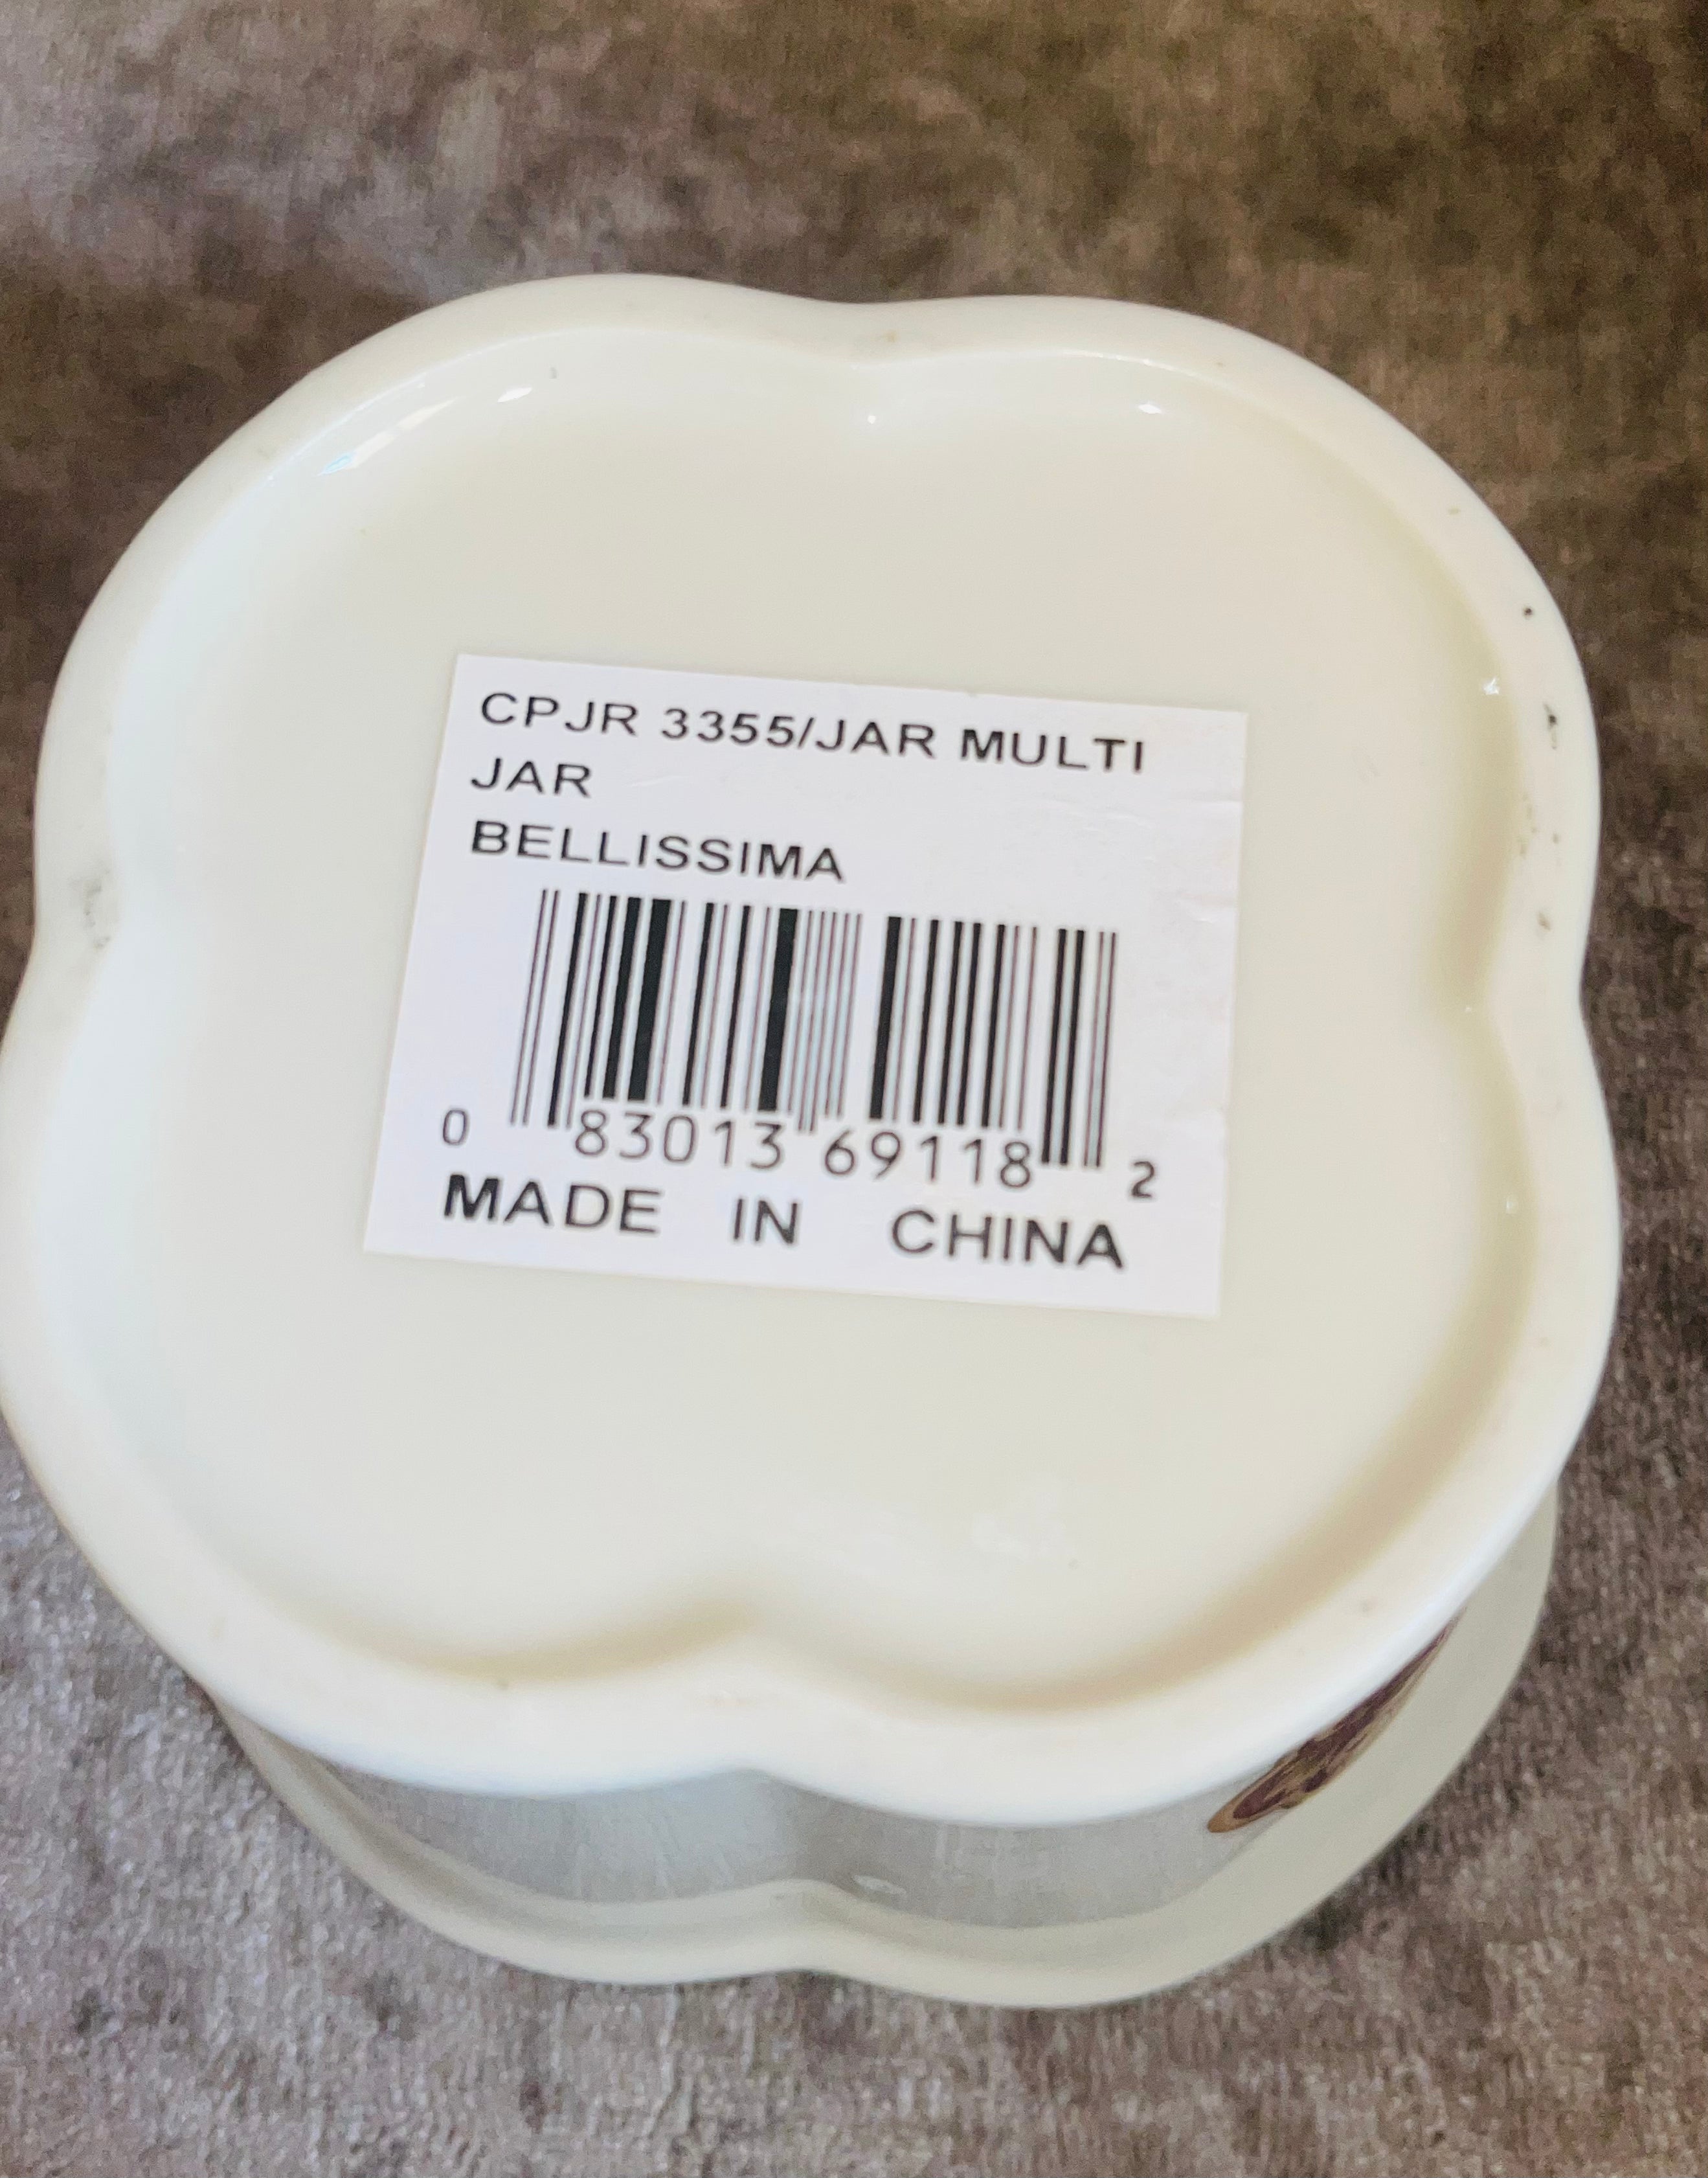 CPJR 3355/JAR MULTI
JAR
BELLISSIMA
0 83013 69118 2
MADE IN CHINA